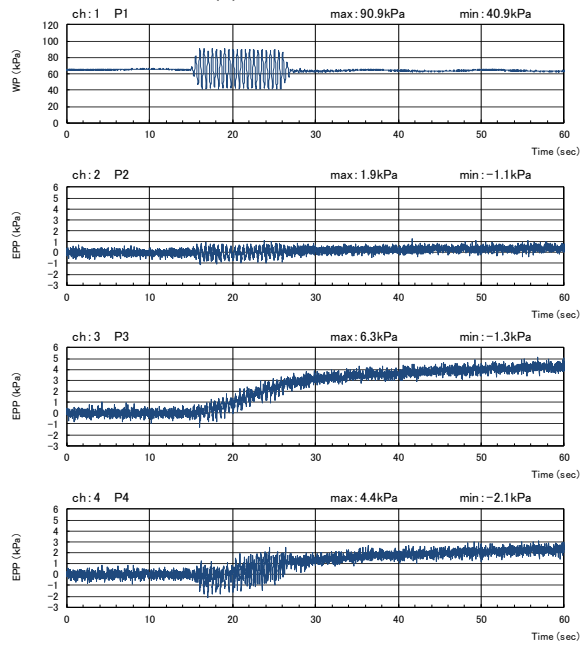 ch:1 P1 max:90.9kPa min:40.9kPa
120
100
80
60
40
20
0
WP (kPa)
0 10 20 30 40 50 60
Time (sec)
ch:2 P2 max:1.9kPa min:-1.1kPa
6
5
4
3
2
1
0
-1
-2
-3
EPP (kPa)
0 10 20 30 40 50 60
Time (sec)
ch:3 P3 max:6.3kPa min:-1.3kPa
6
5
4
3
2
1
0
-1
-2
-3
EPP (kPa)
0 10 20 30 40 50 60
Time (sec)
ch:4 P4 max:4.4kPa min:-2.1kPa
6
5
4
3
2
1
0
-1
-2
-3
EPP (kPa)
0 10 20 30 40 50 60
Time (sec)